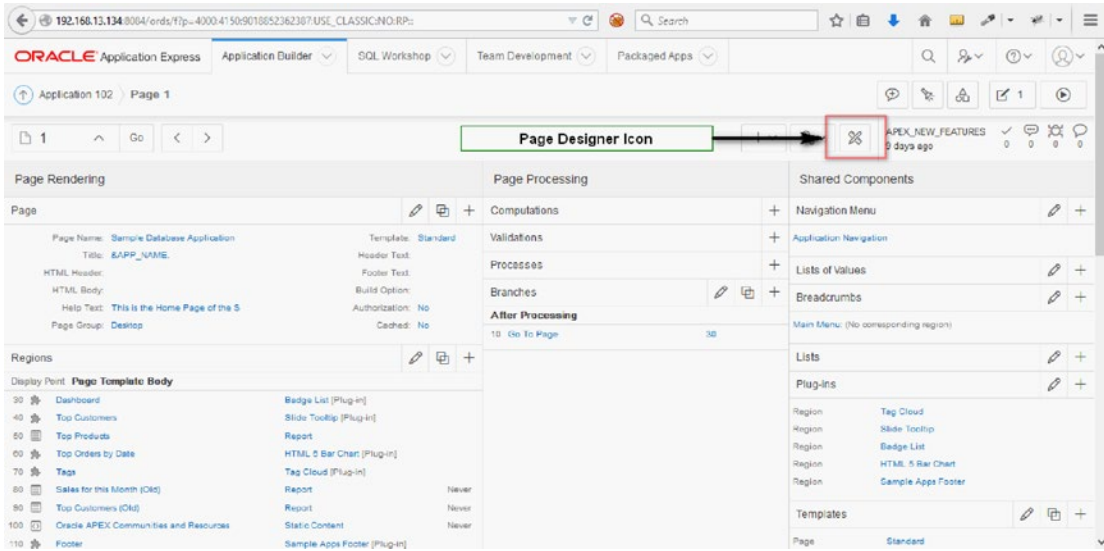 192.168.13.134:8084/ords/f?p=4000:4150:9018852362387:USE_CLASSIC:NO:RP::
Search
ORACLE Application Express
Application Builder
SQL Workshop
Team Development
Packaged Apps
Application 102
Page 1
1
1
Go
Page Designer Icon
APEX_NEW_FEATURES
9 days ago
0 0 0 0
Page Rendering
Page
Page Name: Sample Database Application
Template: Standard
Title: &APP_NAME.
Header Text:
HTML Header:
Footer Text:
HTML Body:
Build Option:
Help Text: This is the Home Page of the S
Authorization: No
Page Group: Desktop
Cached: No
Regions
Display Point Page Template Body
30 Dashboard Badge List [Plug-in]
40 Top Customers Slide Tooltip [Plug-in]
50 Top Products Report
60 Top Orders by Date HTML 5 Bar Chart [Plug-in]
70 Tags Tag Cloud [Plug-in]
80 Sales for this Month (Old) Report Never
90 Top Customers (Old) Report Never
100 Oracle APEX Communities and Resources Static Content Never
110 Footer Sample Apps Footer [Plug-in]
Page Processing
Computations
Validations
Processes
Branches
After Processing
10 Go To Page 30
Shared Components
Navigation Menu
Application Navigation
Lists of Values
Breadcrumbs
Main Menu: (No corresponding region)
Lists
Plug-ins
Region Tag Cloud
Region Slide Tooltip
Region Badge List
Region HTML 5 Bar Chart
Region Sample Apps Footer
Templates
Page Standard